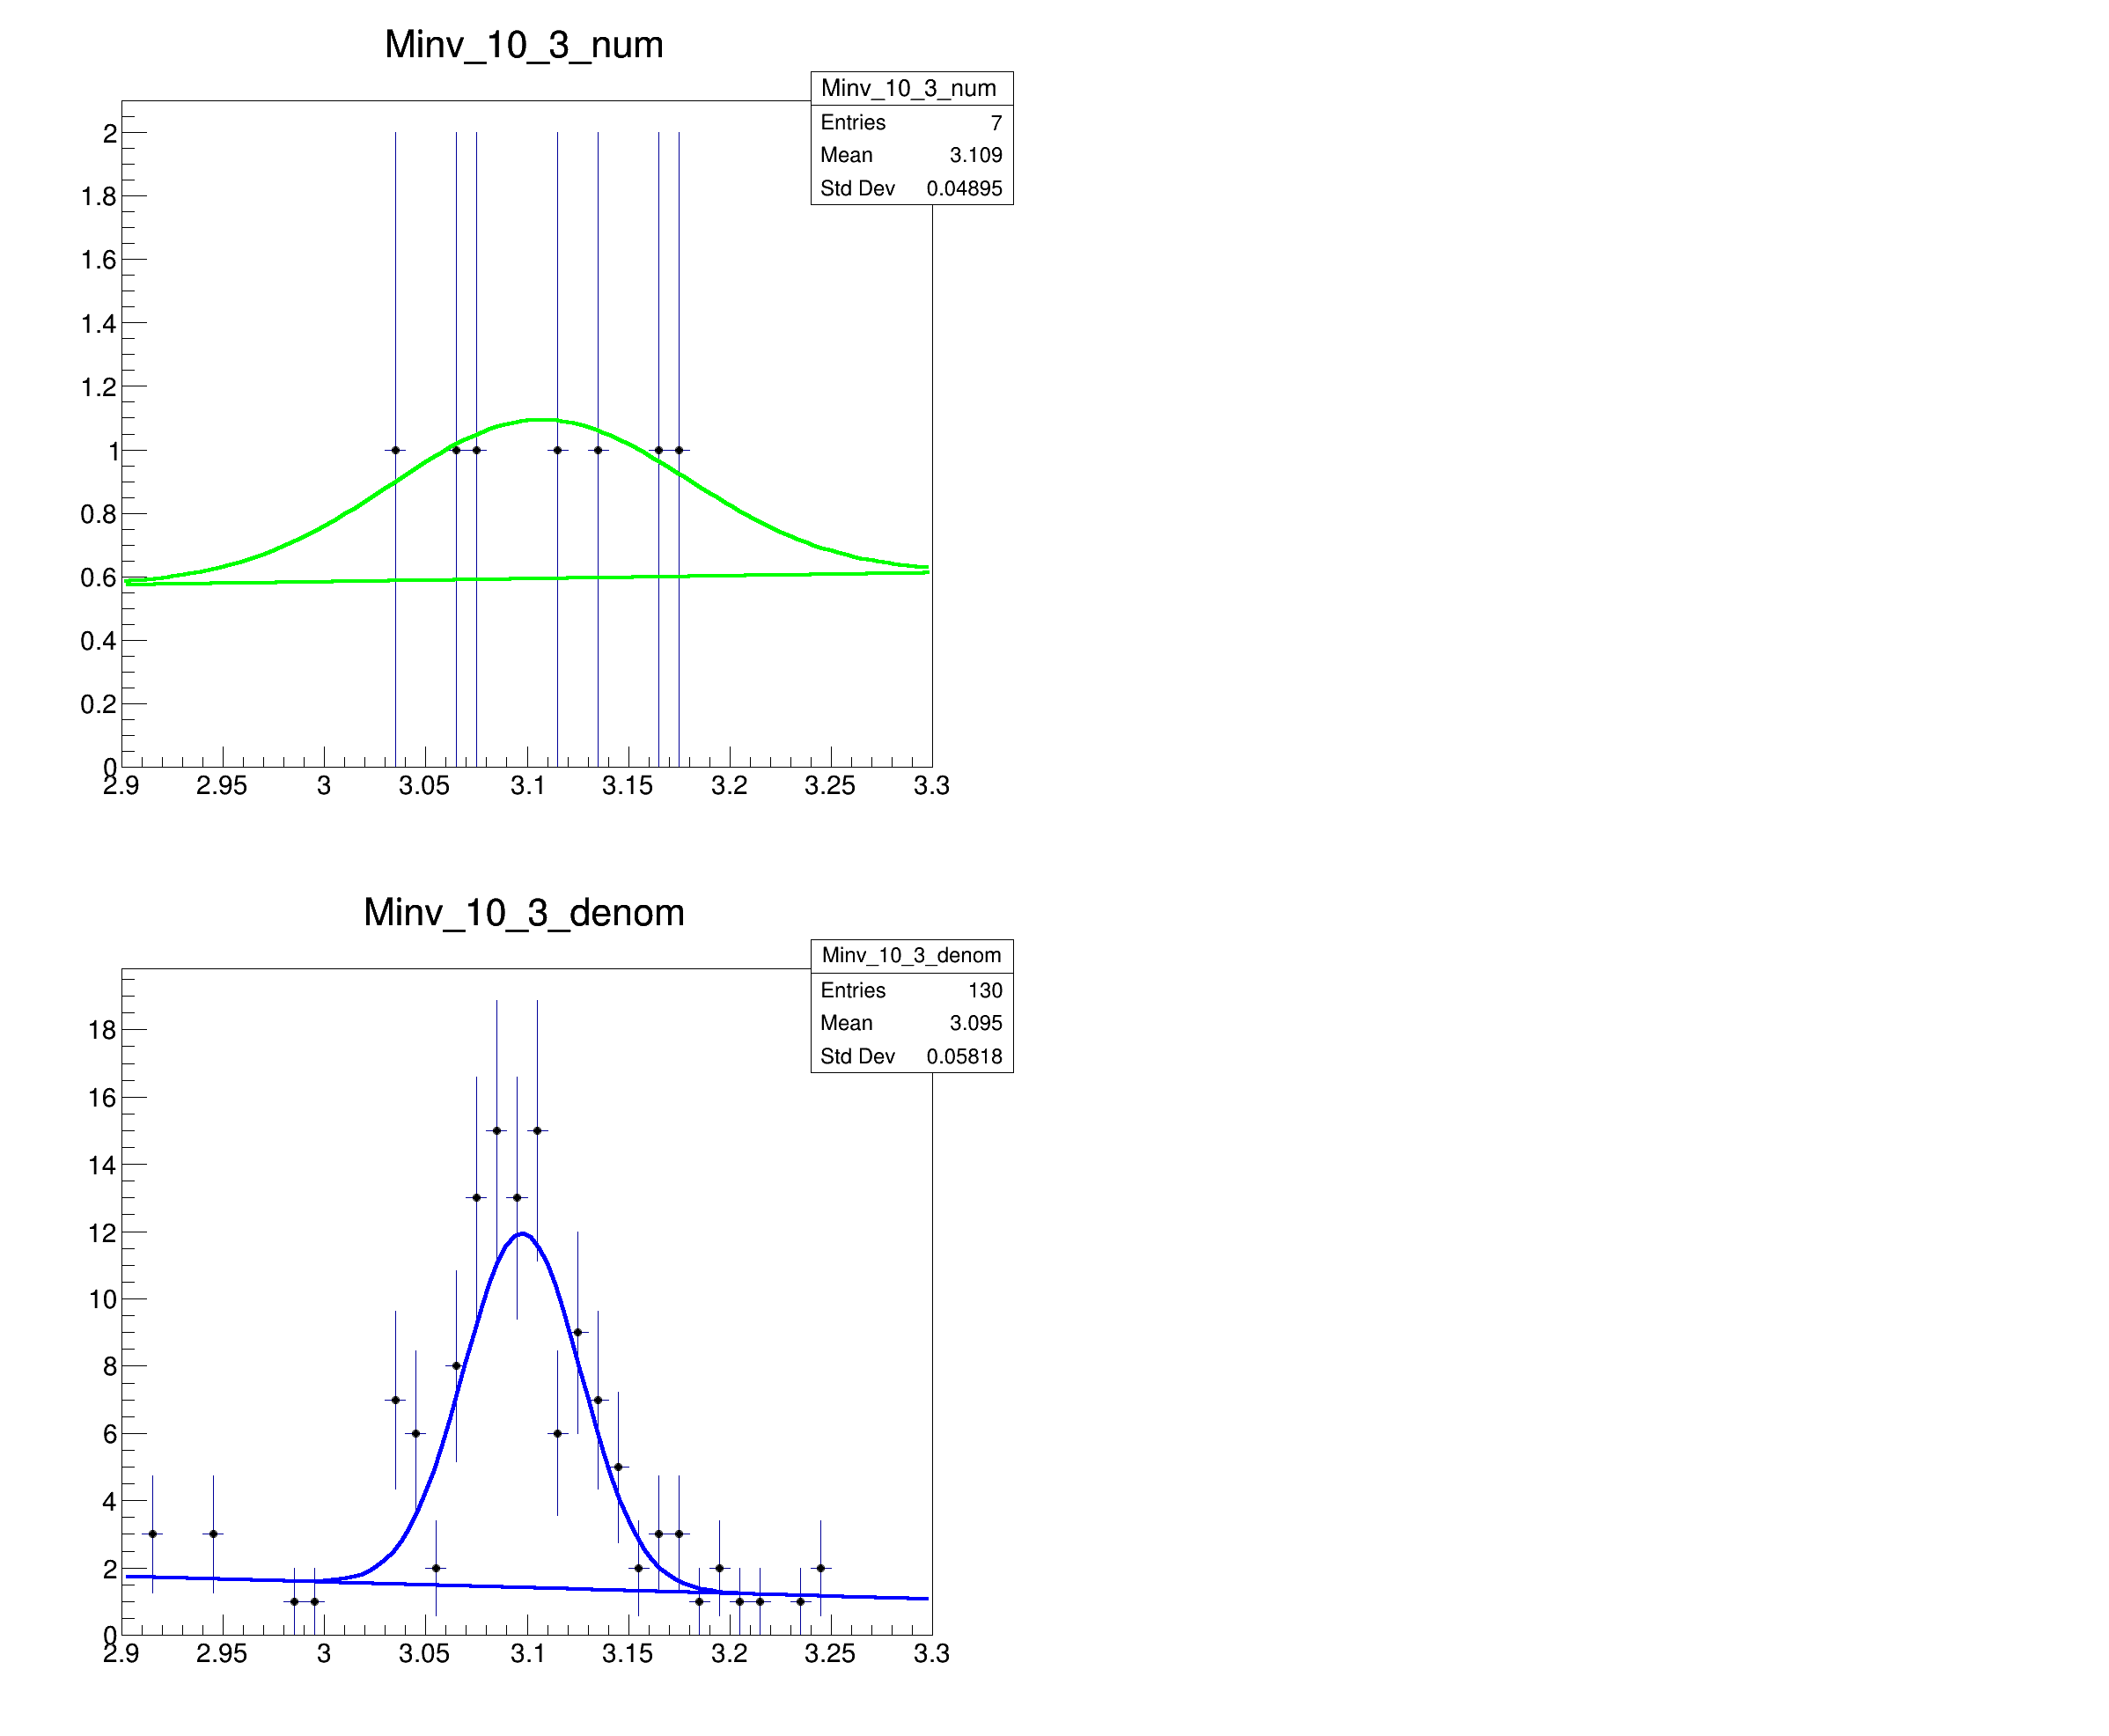 Minv_10_3_num
Minv_10_3_num
Entries 7
Mean 3.109
Std Dev 0.04895
2
1.8
1.6
1.4
1.2
1
0.8
0.6
0.4
0.2
0
2.9 2.95 3 3.05 3.1 3.15 3.2 3.25 3.3
Minv_10_3_denom
Minv_10_3_denom
Entries 130
Mean 3.095
Std Dev 0.05818
18
16
14
12
10
8
6
4
2
0
2.9 2.95 3 3.05 3.1 3.15 3.2 3.25 3.3